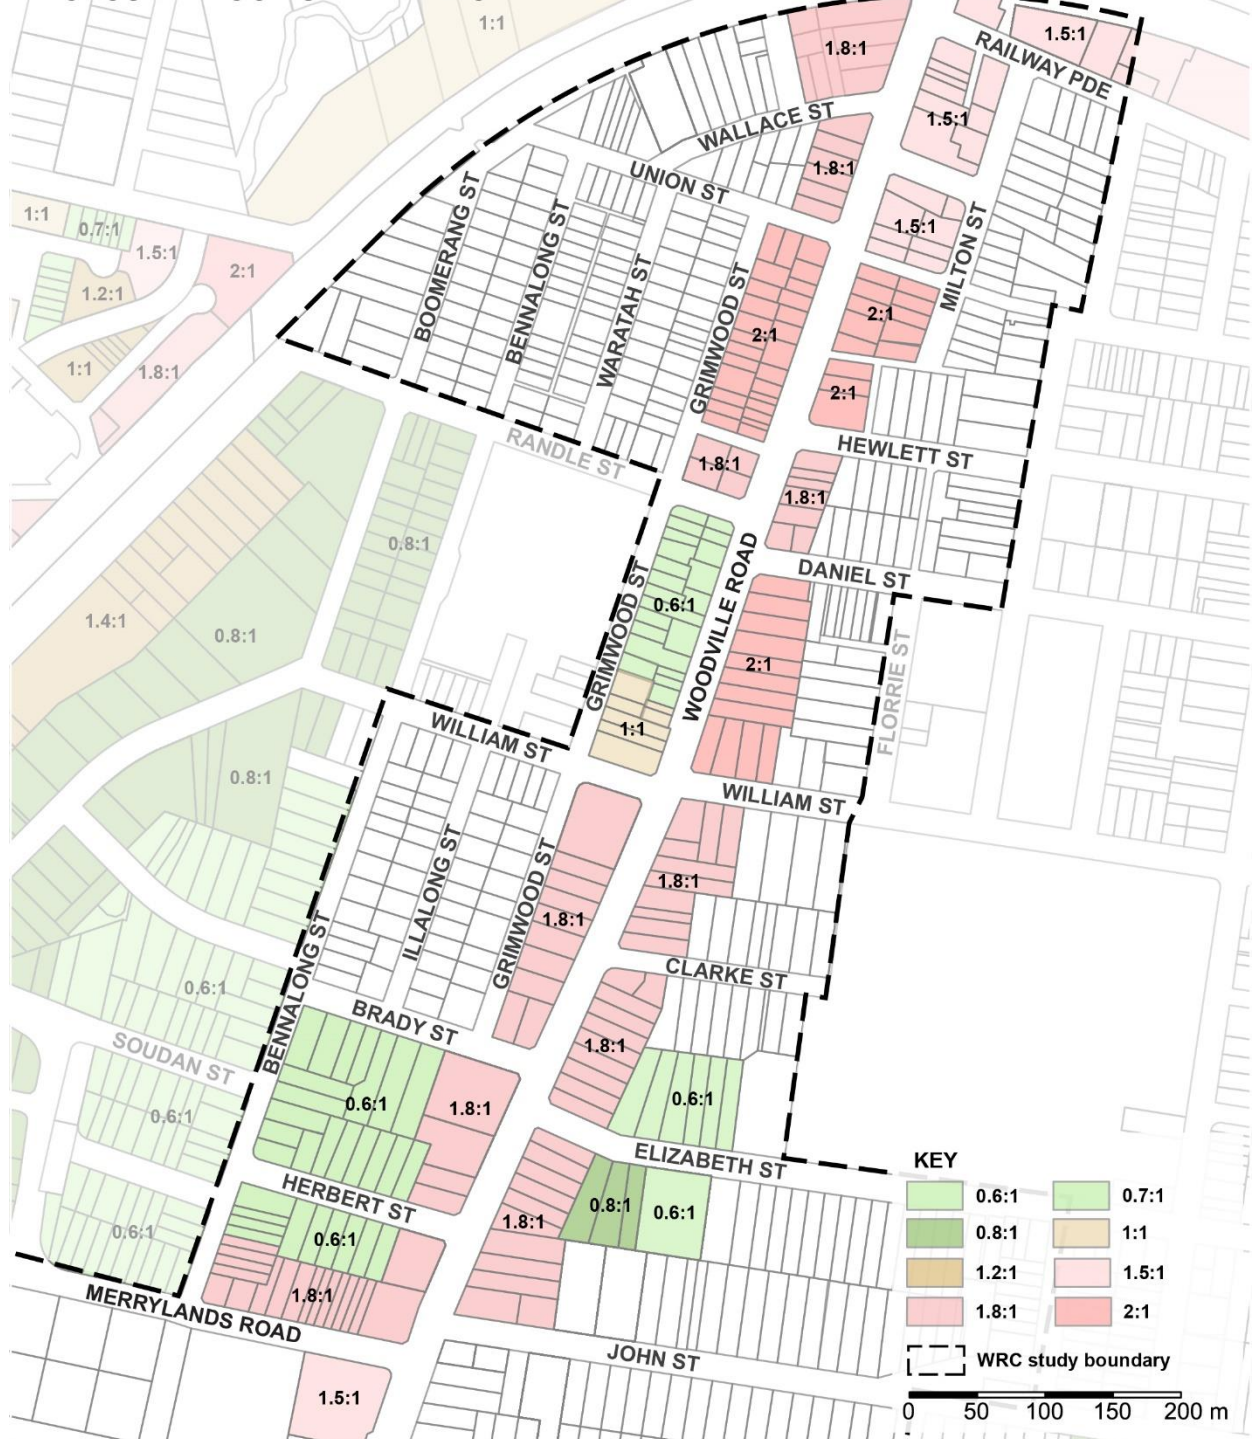 1:1
1.8:1
1.5:1
RAILWAY PDE
1.5:1
WALLACE ST
1.8:1
UNION ST
1:1
0.7:1
1.5:1
2:1
1.2:1
1:1
1.8:1
BOOMERANG ST
BENNALONG ST
WARATAH ST
GRIMWOOD ST
1.5:1
MILTON ST
2:1
2:1
2:1
HEWLETT ST
RANDLE ST
1.8:1
1.8:1
0.8:1
1.4:1
0.8:1
GRIMWOOD ST
0.6:1
WOODVILLE ROAD
DANIEL ST
2:1
FLORRIE ST
1:1
WILLIAM ST
WILLIAM ST
0.8:1
ILLALONG ST
GRIMWOOD ST
1.8:1
1.8:1
BENNALONG ST
CLARKE ST
0.6:1
BRADY ST
SOUDAN ST
1.8:1
0.6:1
0.6:1
1.8:1
0.6:1
ELIZABETH ST
HERBERT ST
0.8:1
0.6:1
1.8:1
0.6:1
0.6:1
1.8:1
MERRYLANDS ROAD
JOHN ST
1.5:1
KEY
0.6:1
0.7:1
0.8:1
1:1
1.2:1
1.5:1
1.8:1
2:1
WRC study boundary
0 50 100 150 200 m